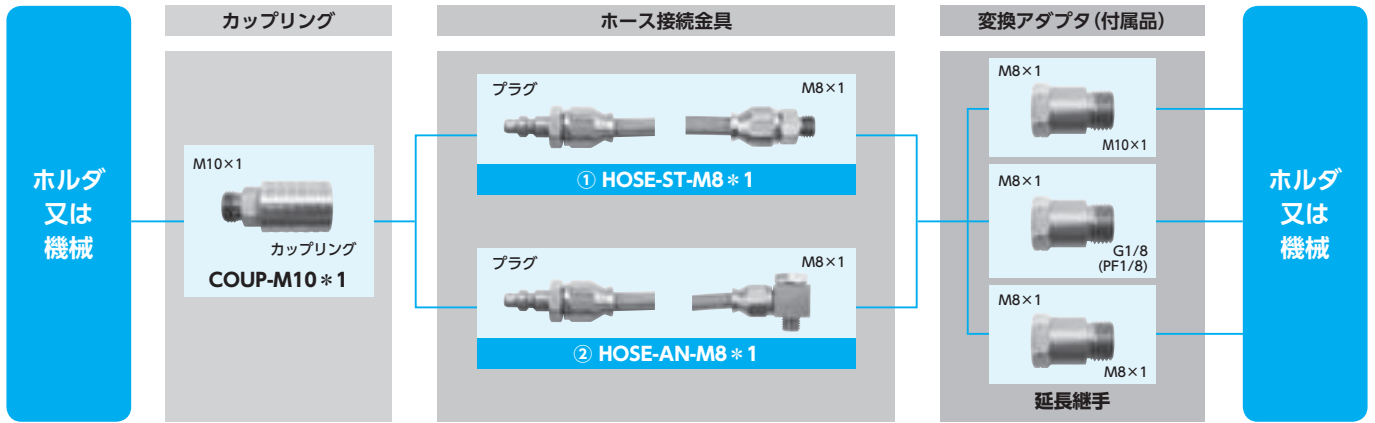 ホルダ
又は
機械
カップリング
M10×1
カップリング
COUP-M10＊1
ホース接続金具
プラグ
M8×1
① HOSE-ST-M8＊1
プラグ
M8×1
② HOSE-AN-M8＊1
変換アダプタ（付属品）
M8×1
M10×1
M8×1
G1/8
(PF1/8)
M8×1
M8×1
延長継手
ホルダ
又は
機械